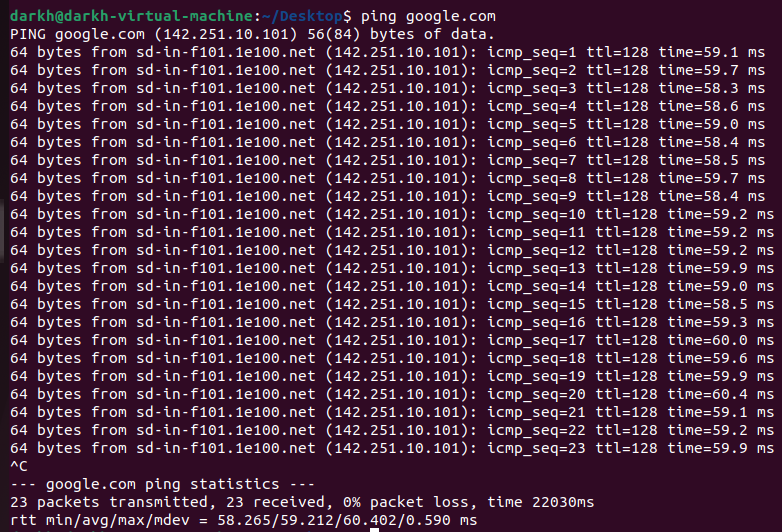 darkh@darkh-virtual-machine:~/Desktop$ ping google.com
PING google.com (142.251.10.101) 56(84) bytes of data.
64 bytes from sd-in-f101.1e100.net (142.251.10.101): icmp_seq=1 ttl=128 time=59.1 ms
64 bytes from sd-in-f101.1e100.net (142.251.10.101): icmp_seq=2 ttl=128 time=59.7 ms
64 bytes from sd-in-f101.1e100.net (142.251.10.101): icmp_seq=3 ttl=128 time=58.3 ms
64 bytes from sd-in-f101.1e100.net (142.251.10.101): icmp_seq=4 ttl=128 time=58.6 ms
64 bytes from sd-in-f101.1e100.net (142.251.10.101): icmp_seq=5 ttl=128 time=59.0 ms
64 bytes from sd-in-f101.1e100.net (142.251.10.101): icmp_seq=6 ttl=128 time=58.4 ms
64 bytes from sd-in-f101.1e100.net (142.251.10.101): icmp_seq=7 ttl=128 time=58.5 ms
64 bytes from sd-in-f101.1e100.net (142.251.10.101): icmp_seq=8 ttl=128 time=59.7 ms
64 bytes from sd-in-f101.1e100.net (142.251.10.101): icmp_seq=9 ttl=128 time=58.4 ms
64 bytes from sd-in-f101.1e100.net (142.251.10.101): icmp_seq=10 ttl=128 time=59.2 ms
64 bytes from sd-in-f101.1e100.net (142.251.10.101): icmp_seq=11 ttl=128 time=59.2 ms
64 bytes from sd-in-f101.1e100.net (142.251.10.101): icmp_seq=12 ttl=128 time=59.2 ms
64 bytes from sd-in-f101.1e100.net (142.251.10.101): icmp_seq=13 ttl=128 time=59.9 ms
64 bytes from sd-in-f101.1e100.net (142.251.10.101): icmp_seq=14 ttl=128 time=59.0 ms
64 bytes from sd-in-f101.1e100.net (142.251.10.101): icmp_seq=15 ttl=128 time=58.5 ms
64 bytes from sd-in-f101.1e100.net (142.251.10.101): icmp_seq=16 ttl=128 time=59.3 ms
64 bytes from sd-in-f101.1e100.net (142.251.10.101): icmp_seq=17 ttl=128 time=60.0 ms
64 bytes from sd-in-f101.1e100.net (142.251.10.101): icmp_seq=18 ttl=128 time=59.6 ms
64 bytes from sd-in-f101.1e100.net (142.251.10.101): icmp_seq=19 ttl=128 time=59.9 ms
64 bytes from sd-in-f101.1e100.net (142.251.10.101): icmp_seq=20 ttl=128 time=60.4 ms
64 bytes from sd-in-f101.1e100.net (142.251.10.101): icmp_seq=21 ttl=128 time=59.1 ms
64 bytes from sd-in-f101.1e100.net (142.251.10.101): icmp_seq=22 ttl=128 time=59.2 ms
64 bytes from sd-in-f101.1e100.net (142.251.10.101): icmp_seq=23 ttl=128 time=59.9 ms
^C
--- google.com ping statistics ---
23 packets transmitted, 23 received, 0% packet loss, time 22030ms
rtt min/avg/max/mdev = 58.265/59.212/60.402/0.590 ms